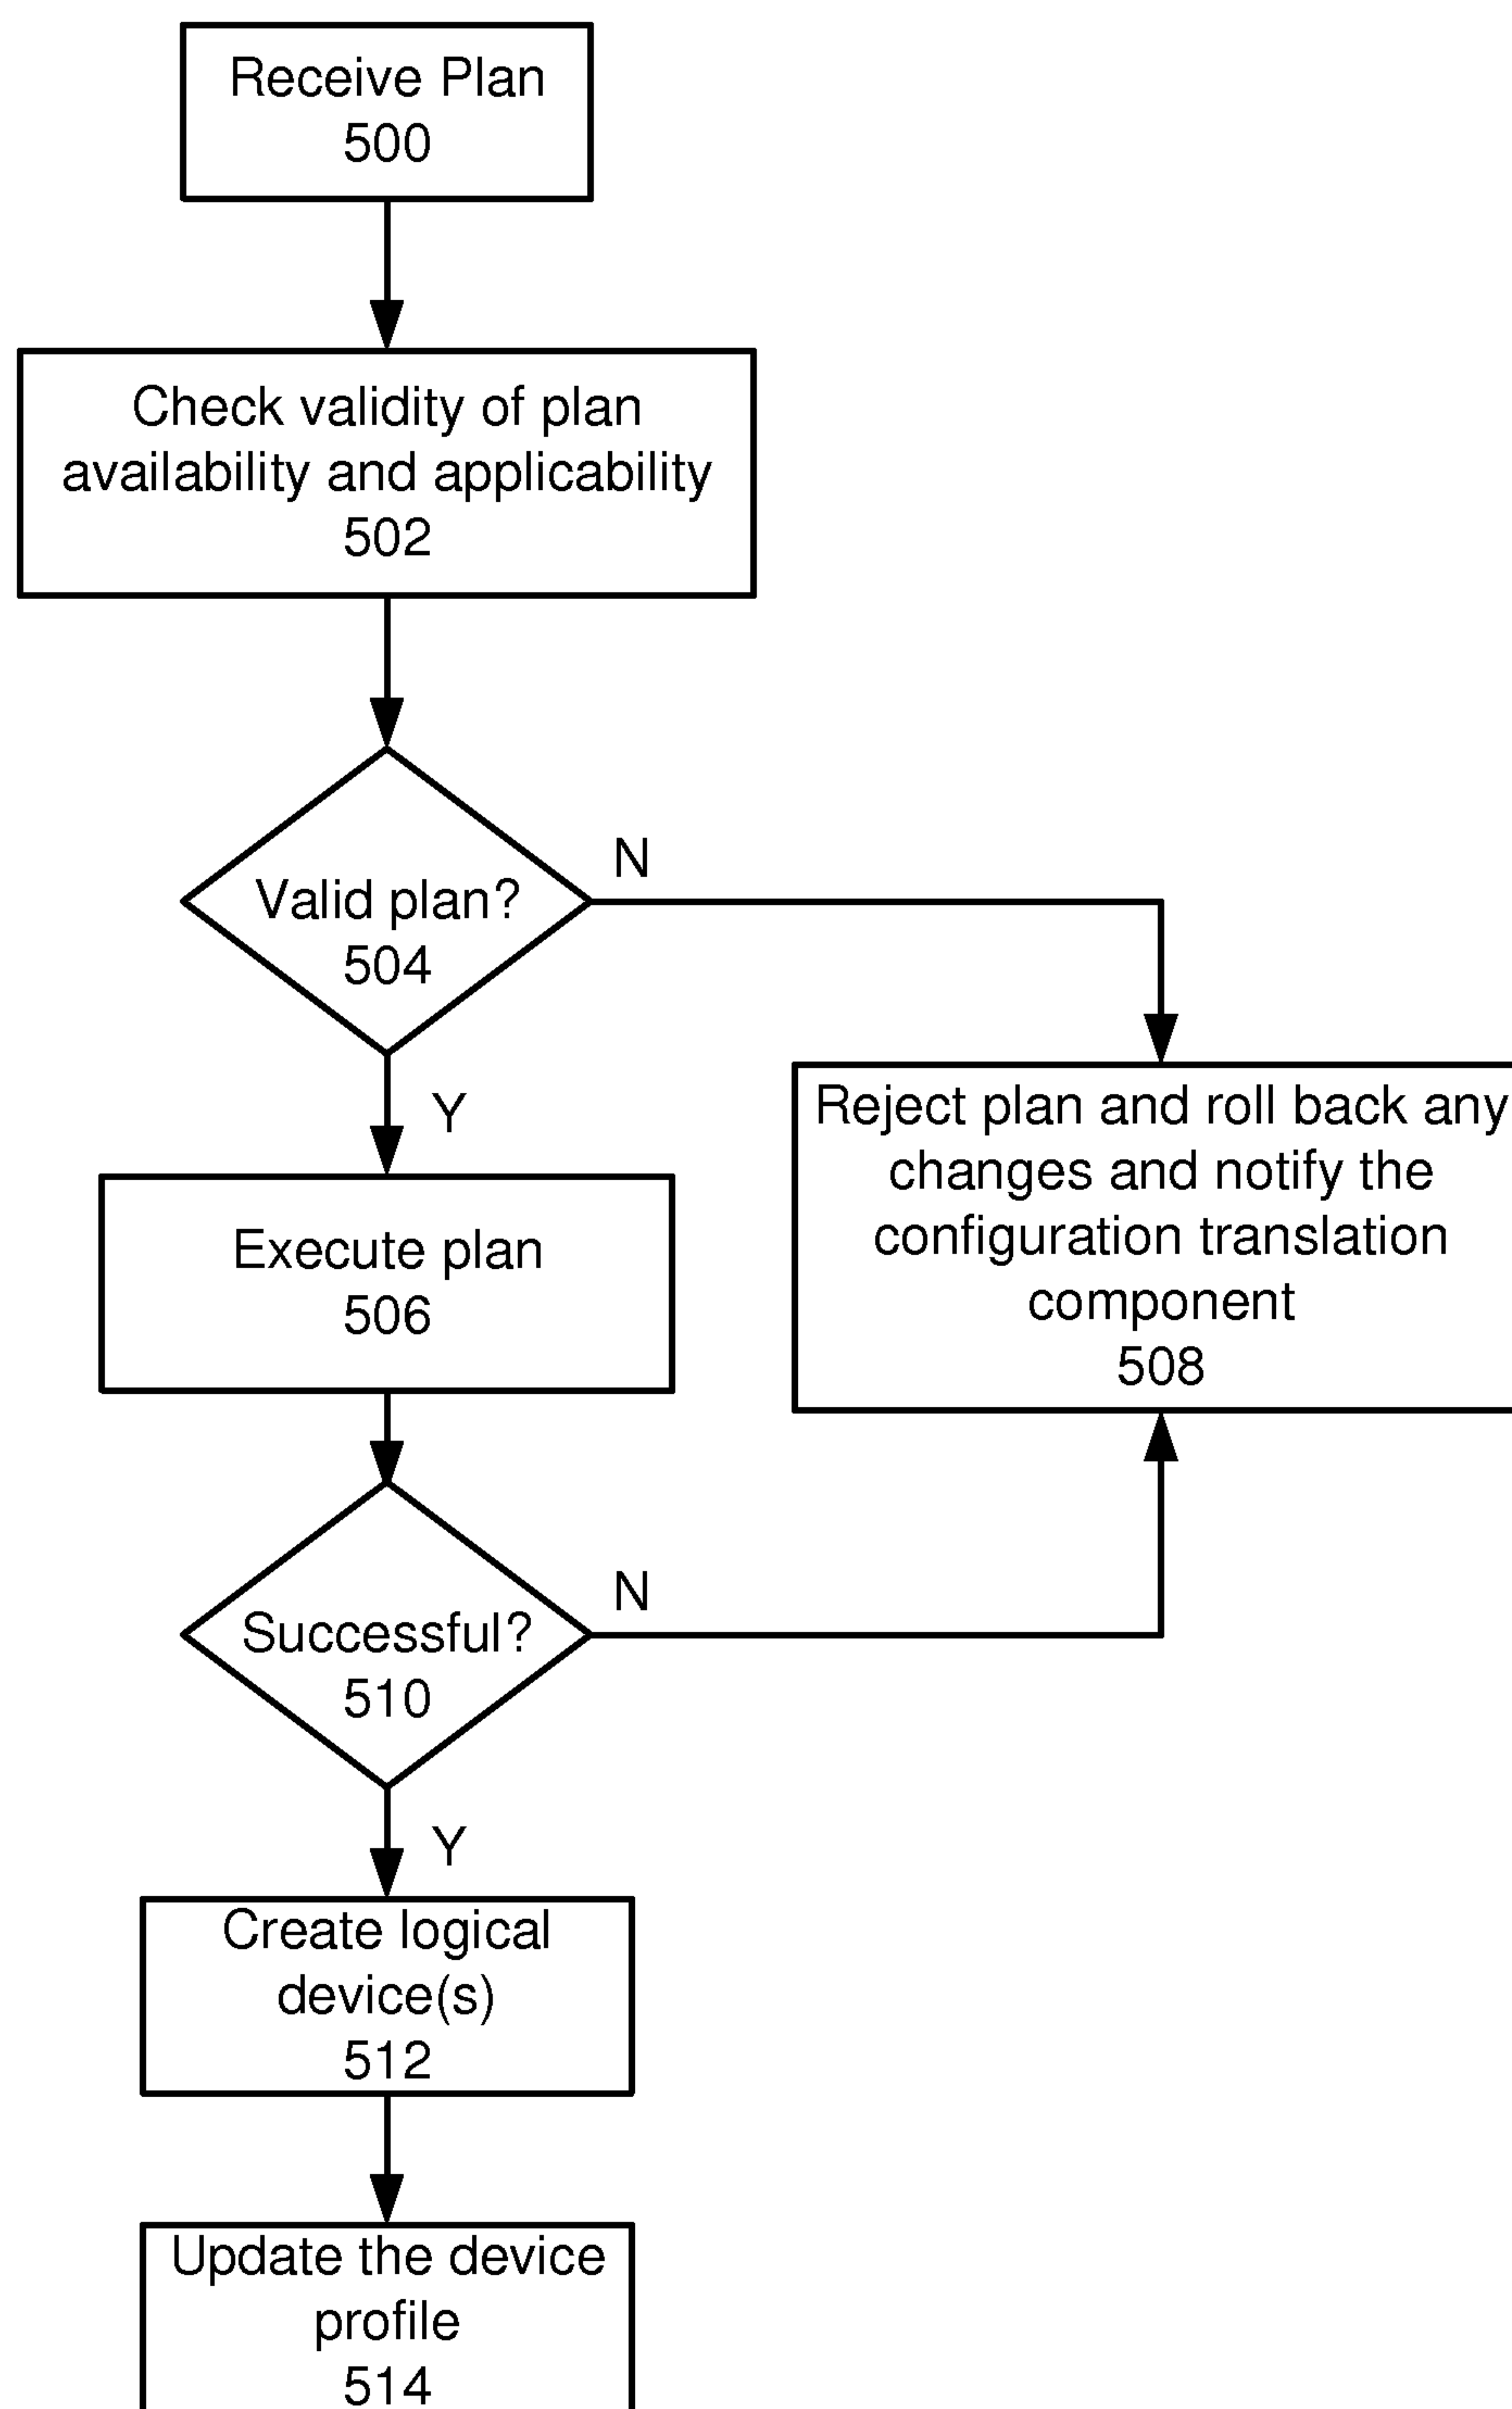 Receive Plan
500
Check validity of plan
availability and applicability
502
Valid plan?
504
N
Y
Reject plan and roll back any
changes and notify the
configuration translation
component
508
Execute plan
506
Successful?
510
N
Y
Create logical
device(s)
512
Update the device
profile
514